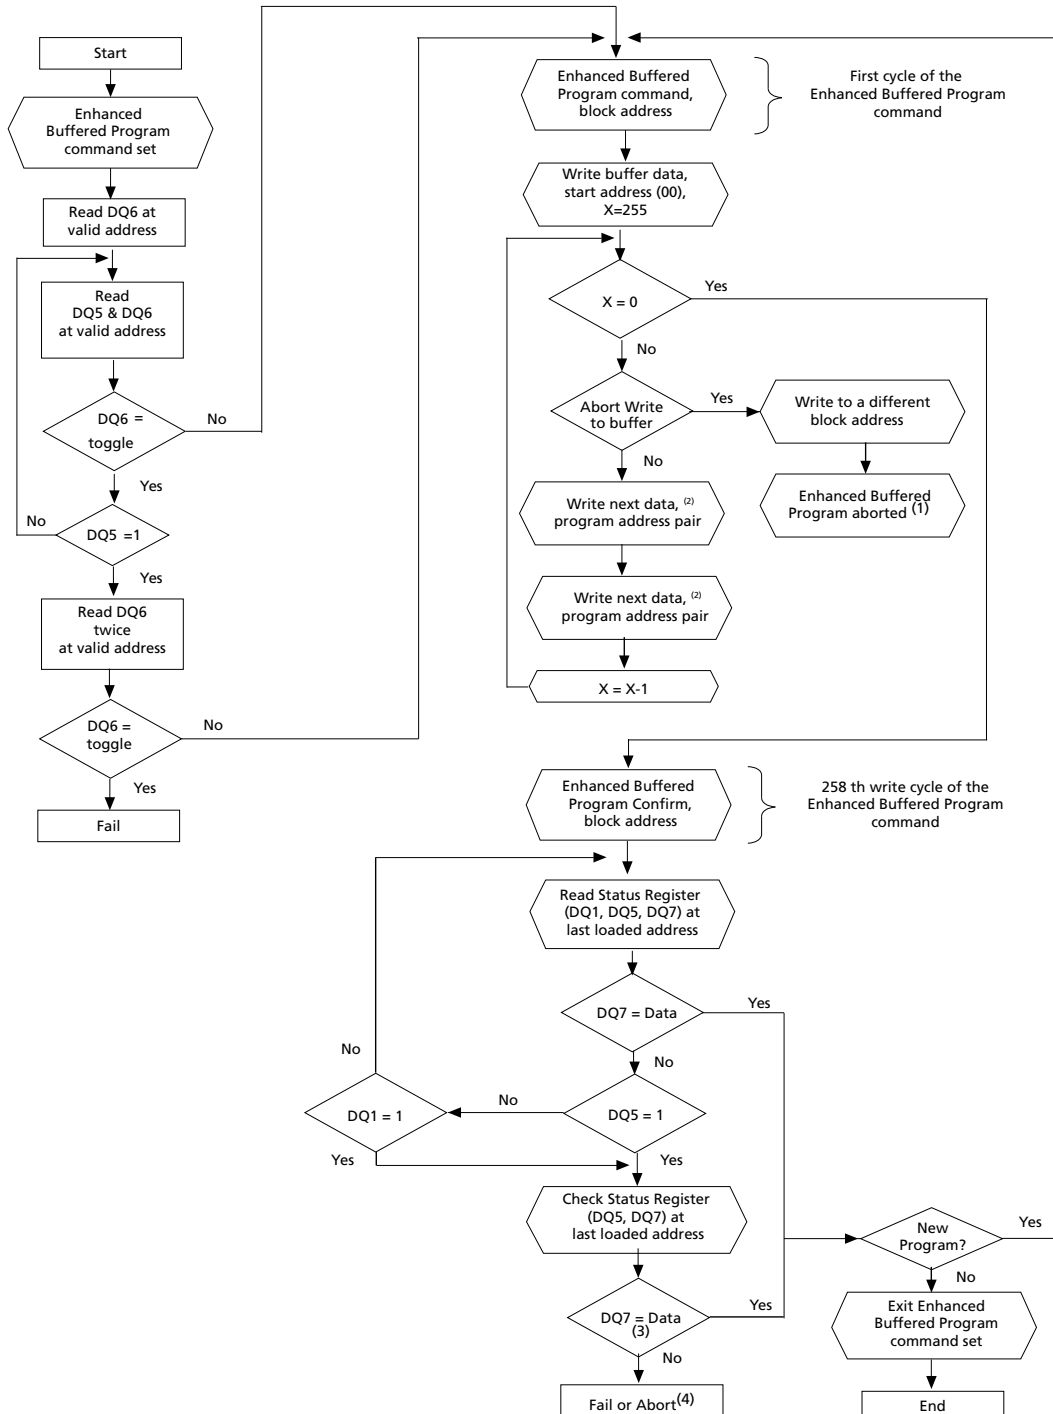 Start
Enhanced
Buffered Program
command set
Read DQ6 at
valid address
Read
DQ5 & DQ6
at valid address
DQ6 =
toggle
No
Yes
DQ5 =1
No
Yes
Read DQ6
twice
at valid address
DQ6 =
toggle
No
Yes
Fail
Enhanced Buffered
Program command,
block address
First cycle of the
Enhanced Buffered Program
command
Write buffer data,
start address (00),
X=255
X = 0
Yes
No
Abort Write
to buffer
Yes
Write to a different
block address
Enhanced Buffered
Program aborted (1)
No
Write next data, (2)
program address pair
Write next data, (2)
program address pair
X = X-1
Enhanced Buffered
Program Confirm,
block address
258 th write cycle of the
Enhanced Buffered Program
command
Read Status Register
(DQ1, DQ5, DQ7) at
last loaded address
DQ7 = Data
Yes
No
DQ5 = 1
No
DQ1 = 1
No
Yes
Yes
Check Status Register
(DQ5, DQ7) at
last loaded address
DQ7 = Data
(3)
Yes
No
Fail or Abort(4)
New
Program?
Yes
No
Exit Enhanced
Buffered Program
command set
End